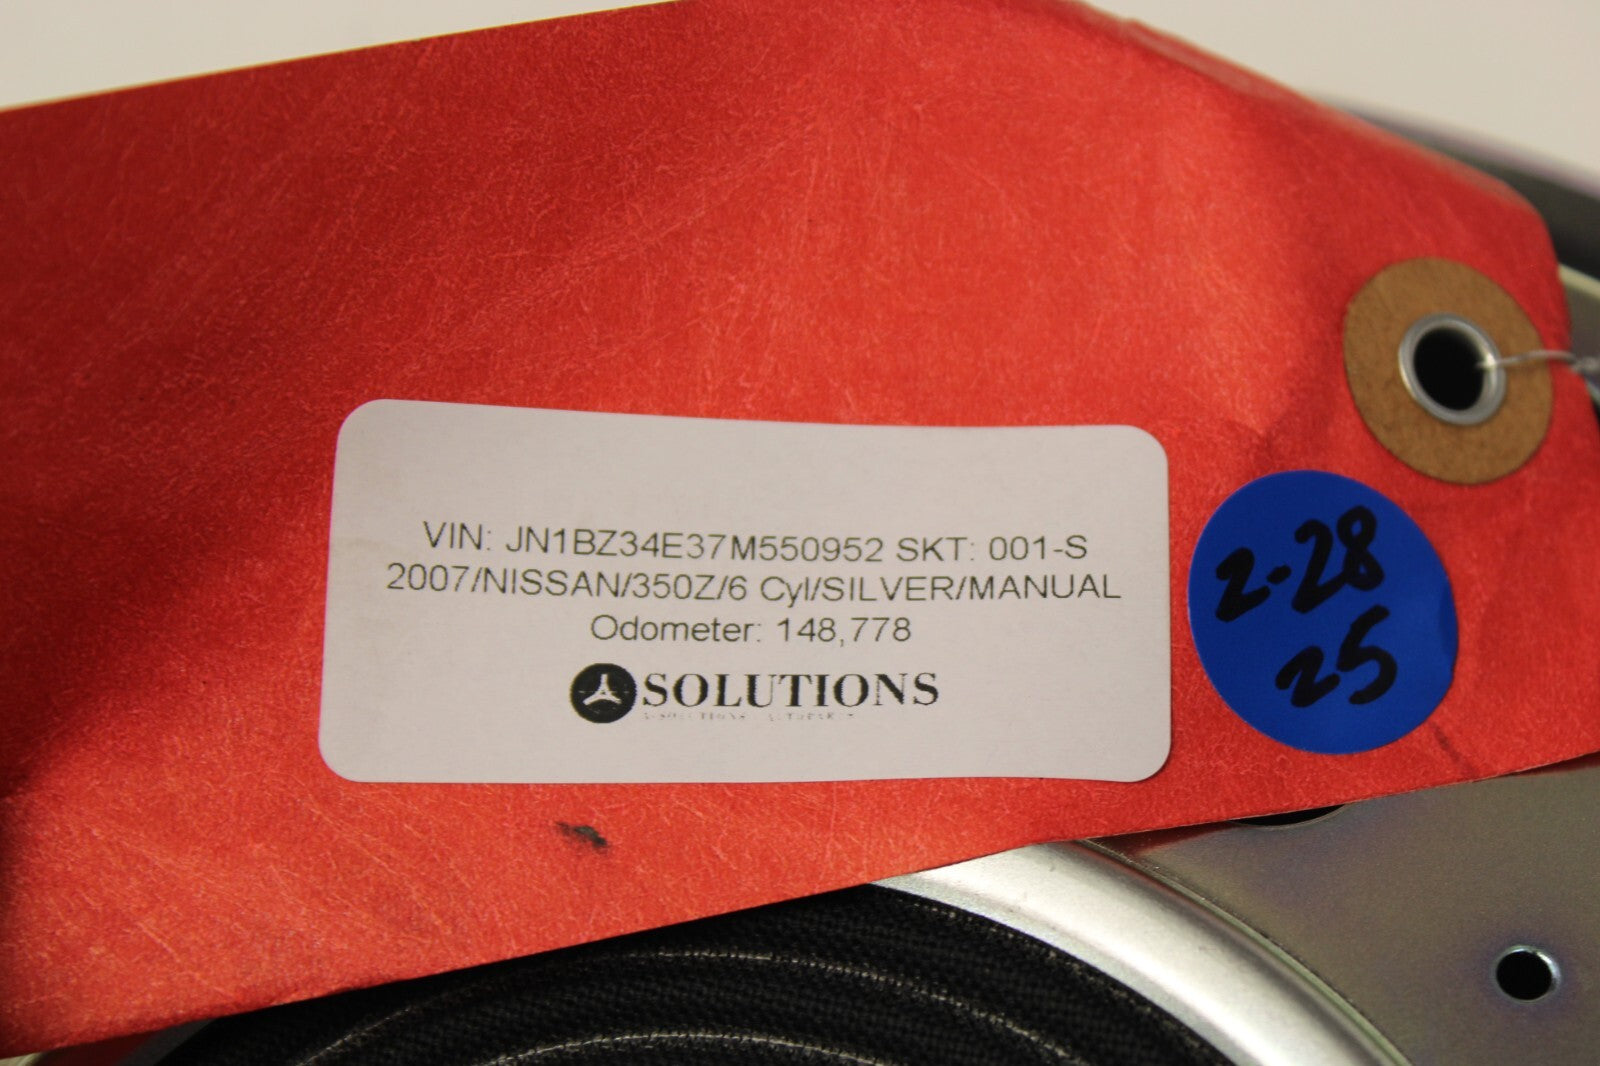 VIN: JN1BZ34E37M550952 SKT: 001-S
2007/NISSAN/350Z/6 Cyl/SILVER/MANUAL
Odometer: 148,778
SOLUTIONS
2-28
25